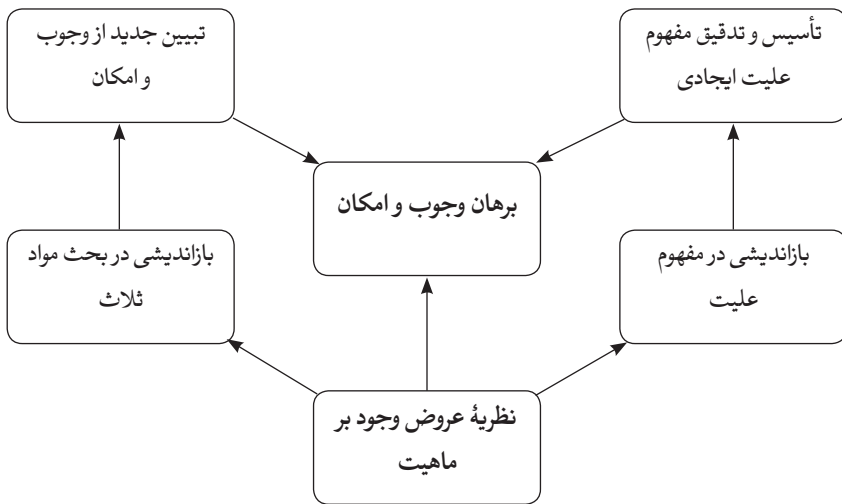 تأسیس و تدقیق مفهوم
علیت ایجادی
تبیین جدید از وجوب
و امکان
برهان وجوب و امکان
بازاندیشی در مفهوم
علیت
بازاندیشی در بحث مواد
ثلاث
نظریهٔ عروض وجود بر
ماهیت